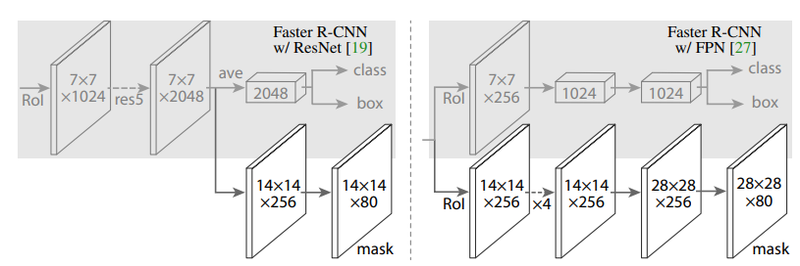 Faster R-CNN
w/ ResNet [19]
RoI
7×7
×1024
res5
7×7
×2048
ave
2048
class
box
14×14
×256
14×14
×80
mask
Faster R-CNN
w/ FPN [27]
RoI
7×7
×256
1024
1024
class
box
RoI
14×14
×256
×4
14×14
×256
28×28
×256
28×28
×80
mask